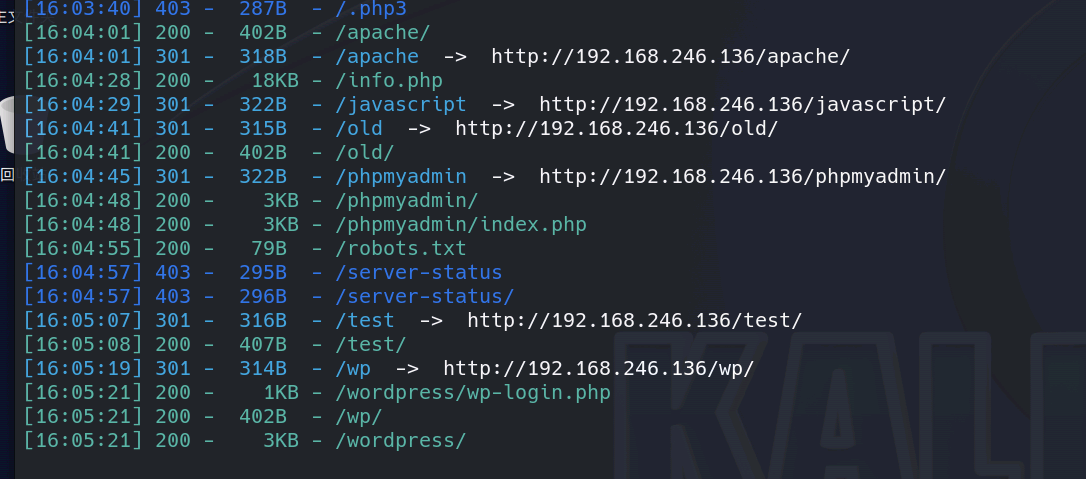 [16:03:40] 403 -  287B  - /.php3
[16:04:01] 200 -  402B  - /apache/
[16:04:01] 301 -  318B  - /apache  ->  http://192.168.246.136/apache/
[16:04:28] 200 -   18KB - /info.php
[16:04:29] 301 -  322B  - /javascript  ->  http://192.168.246.136/javascript/
[16:04:41] 301 -  315B  - /old  ->  http://192.168.246.136/old/
[16:04:41] 200 -  402B  - /old/
[16:04:45] 301 -  322B  - /phpmyadmin  ->  http://192.168.246.136/phpmyadmin/
[16:04:48] 200 -    3KB - /phpmyadmin/
[16:04:48] 200 -    3KB - /phpmyadmin/index.php
[16:04:55] 200 -   79B  - /robots.txt
[16:04:57] 403 -  295B  - /server-status
[16:04:57] 403 -  296B  - /server-status/
[16:05:07] 301 -  316B  - /test  ->  http://192.168.246.136/test/
[16:05:08] 200 -  407B  - /test/
[16:05:19] 301 -  314B  - /wp  ->  http://192.168.246.136/wp/
[16:05:21] 200 -    1KB - /wordpress/wp-login.php
[16:05:21] 200 -  402B  - /wp/
[16:05:21] 200 -    3KB - /wordpress/
回
KALI